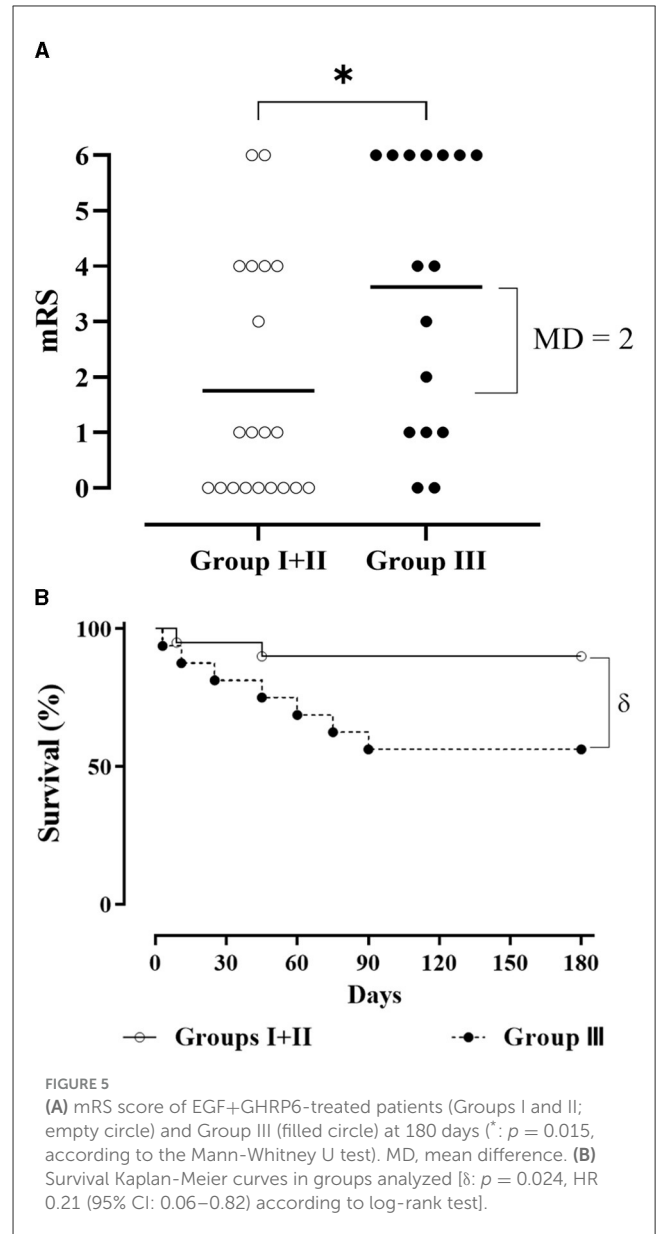 A
*
6
5
4
3
2
1
0
mRS
MD = 2
Group I+II Group III
B
100
50
0
Survival (%)
δ
0 30 60 90 120 150 180
Days
Groups I+II Group III
FIGURE 5
(A) mRS score of EGF+GHRP6-treated patients (Groups I and II;
empty circle) and Group III (filled circle) at 180 days (*: p = 0.015,
according to the Mann-Whitney U test). MD, mean difference. (B)
Survival Kaplan-Meier curves in groups analyzed [δ: p = 0.024, HR
0.21 (95% CI: 0.06–0.82) according to log-rank test].